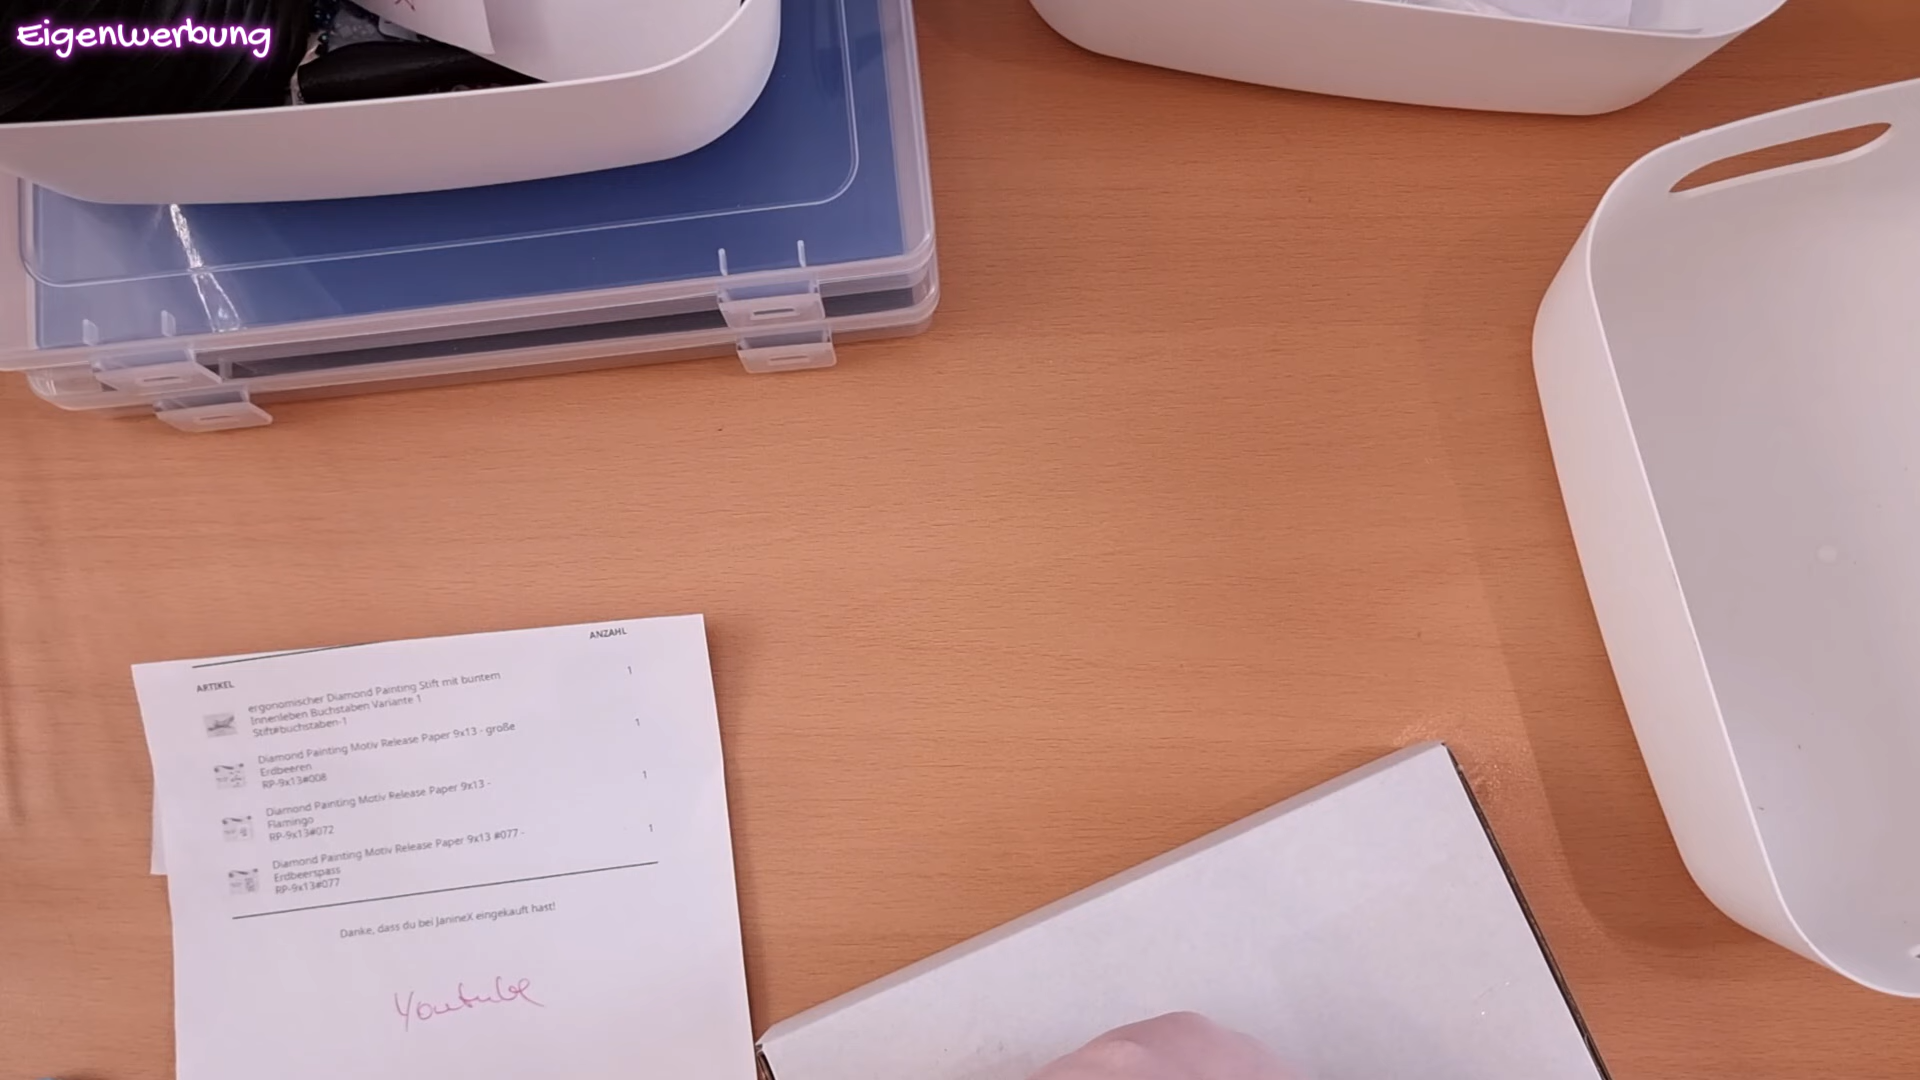 Eigenwerbung
ANZAHL
ARTIKEL
ergonomischer Diamond Painting Stift mit buntem
Innenleben Buchstaben Variante 1
Stift#buchstaben-1
1
Diamond Painting Motiv Release Paper 9x13 - große
Erdbeeren
RP-9x13#008
1
Diamond Painting Motiv Release Paper 9x13 -
Flamingo
RP-9x13#072
1
Diamond Painting Motiv Release Paper 9x13 #077 -
Erdbeerspass
RP-9x13#077
1
Danke, dass du bei JanineX eingekauft hast!
Youtube